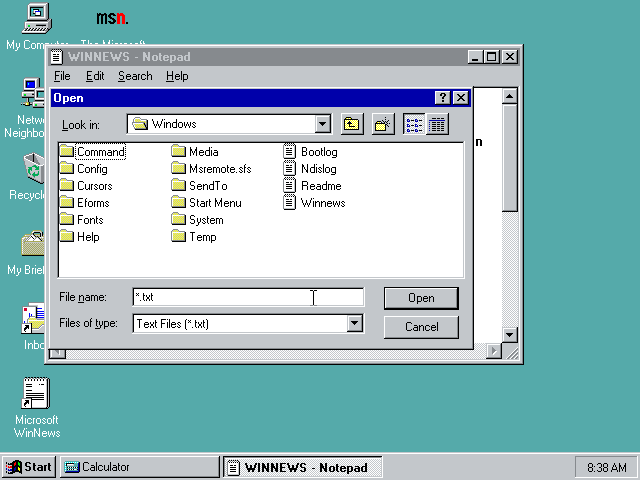 msn.
My Computer
The Microsoft
WINNEWS - Notepad
File Edit Search Help
Open
Look in: Windows
Command Media Bootlog
Config Msremote.sfs Ndislog
Cursors SendTo Readme
Eforms Start Menu Winnews
Fonts System
Help Temp
File name: *.txt Open
Files of type: Text Files (*.txt) Cancel
n
Netw
Neighbo
Recyc
My Brie
Inbo
Microsoft
WinNews
Start Calculator WINNEWS - Notepad 8:38 AM